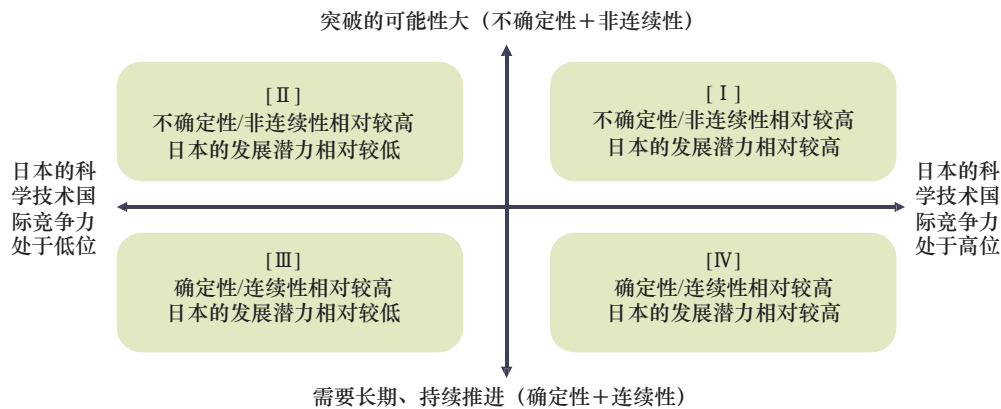 突破的可能性大（不确定性＋非连续性）
[Ⅱ]
不确定性/非连续性相对较高
日本的发展潜力相对较低
[Ⅰ]
不确定性/非连续性相对较高
日本的发展潜力相对较高
日本的科
学技术国
际竞争力
处于低位
日本的科
学技术国
际竞争力
处于高位
[Ⅲ]
确定性/连续性相对较高
日本的发展潜力相对较低
[Ⅳ]
确定性/连续性相对较高
日本的发展潜力相对较高
需要长期、持续推进（确定性＋连续性）